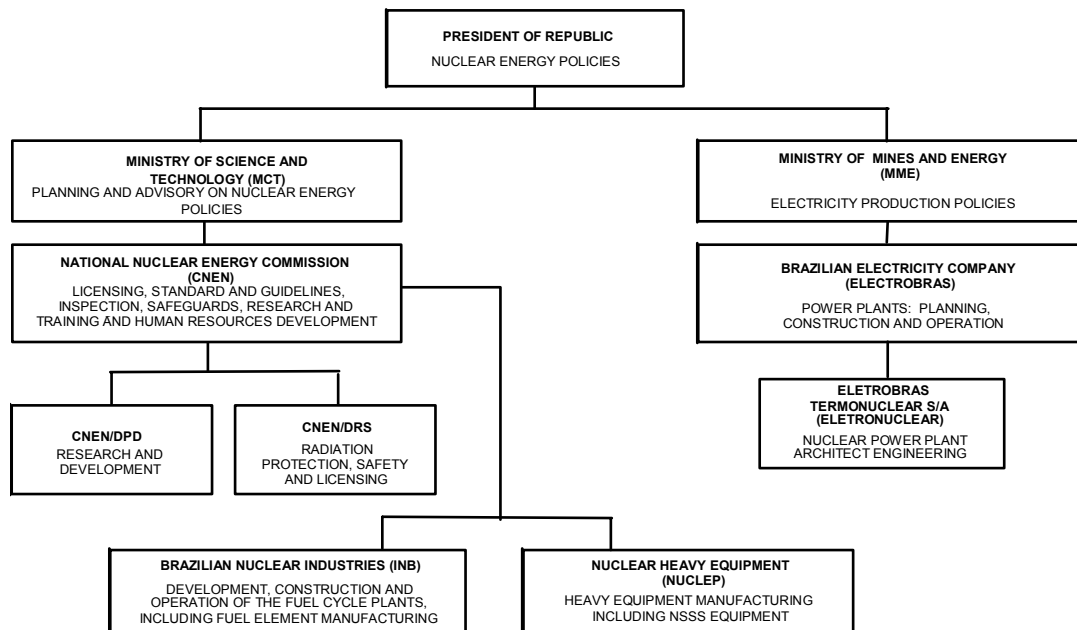 PRESIDENT OF REPUBLIC
NUCLEAR ENERGY POLICIES
MINISTRY OF SCIENCE AND
TECHNOLOGY (MCT)
PLANNING AND ADVISORY ON NUCLEAR ENERGY
POLICIES
MINISTRY OF MINES AND ENERGY
(MME)
ELECTRICITY PRODUCTION POLICIES
NATIONAL NUCLEAR ENERGY COMMISSION
(CNEN)
LICENSING, STANDARD AND GUIDELINES,
INSPECTION, SAFEGUARDS, RESEARCH AND
TRAINING AND HUMAN RESOURCES DEVELOPMENT
BRAZILIAN ELECTRICITY COMPANY
(ELECTROBRAS)
POWER PLANTS: PLANNING,
CONSTRUCTION AND OPERATION
CNEN/DPD
RESEARCH AND
DEVELOPMENT
CNEN/DRS
RADIATION
PROTECTION, SAFETY
AND LICENSING
ELETROBRAS
TERMONUCLEAR S/A
(ELETRONUCLEAR)
NUCLEAR POWER PLANT
ARCHITECT ENGINEERING
BRAZILIAN NUCLEAR INDUSTRIES (INB)
DEVELOPMENT, CONSTRUCTION AND
OPERATION OF THE FUEL CYCLE PLANTS,
INCLUDING FUEL ELEMENT MANUFACTURING
NUCLEAR HEAVY EQUIPMENT
(NUCLEP)
HEAVY EQUIPMENT MANUFACTURING
INCLUDING NSSS EQUIPMENT